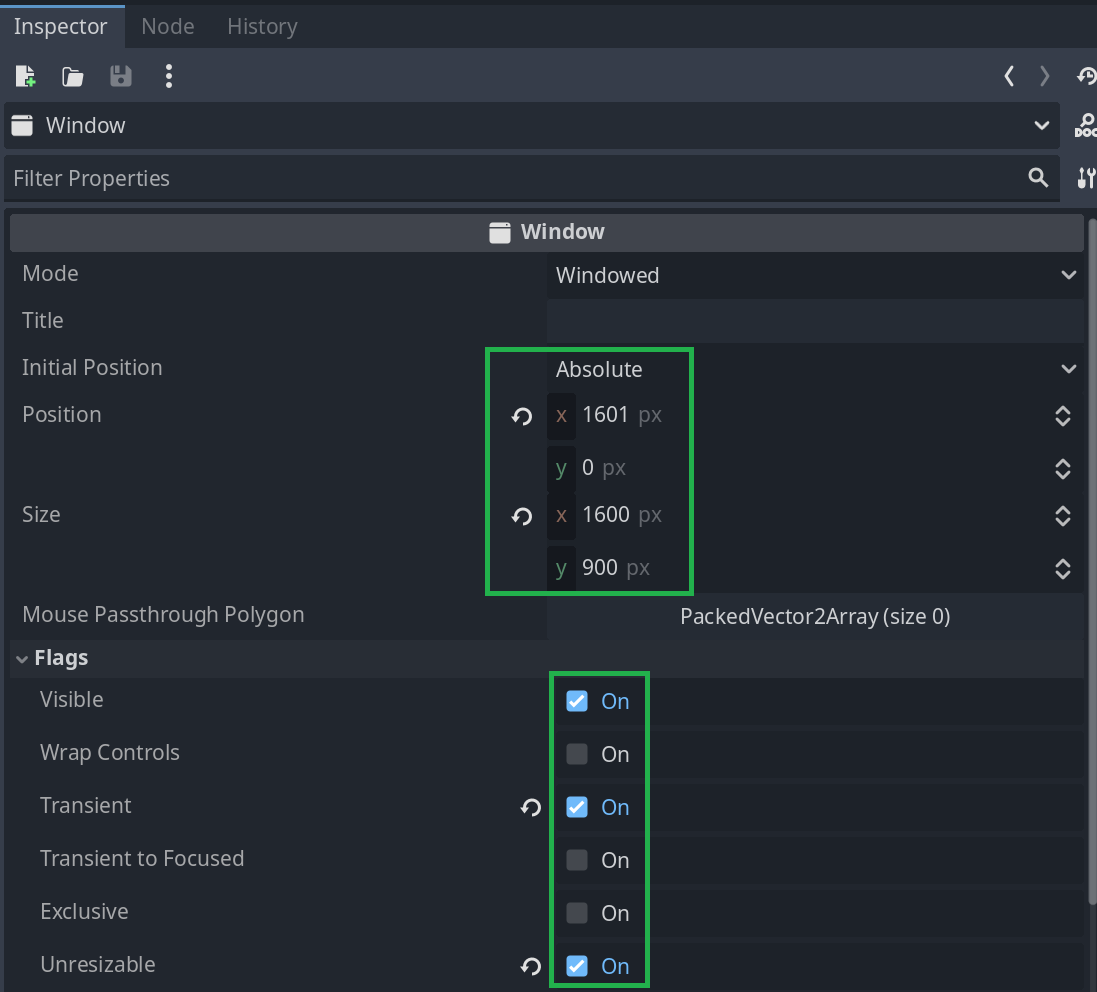 Inspector Node History
Window
DOC
Filter Properties
Window
Mode Windowed
Title
Initial Position Absolute
Position x 1601 px
y 0 px
Size x 1600 px
y 900 px
Mouse Passthrough Polygon PackedVector2Array (size 0)
Flags
Visible On
Wrap Controls On
Transient On
Transient to Focused On
Exclusive On
Unresizable On